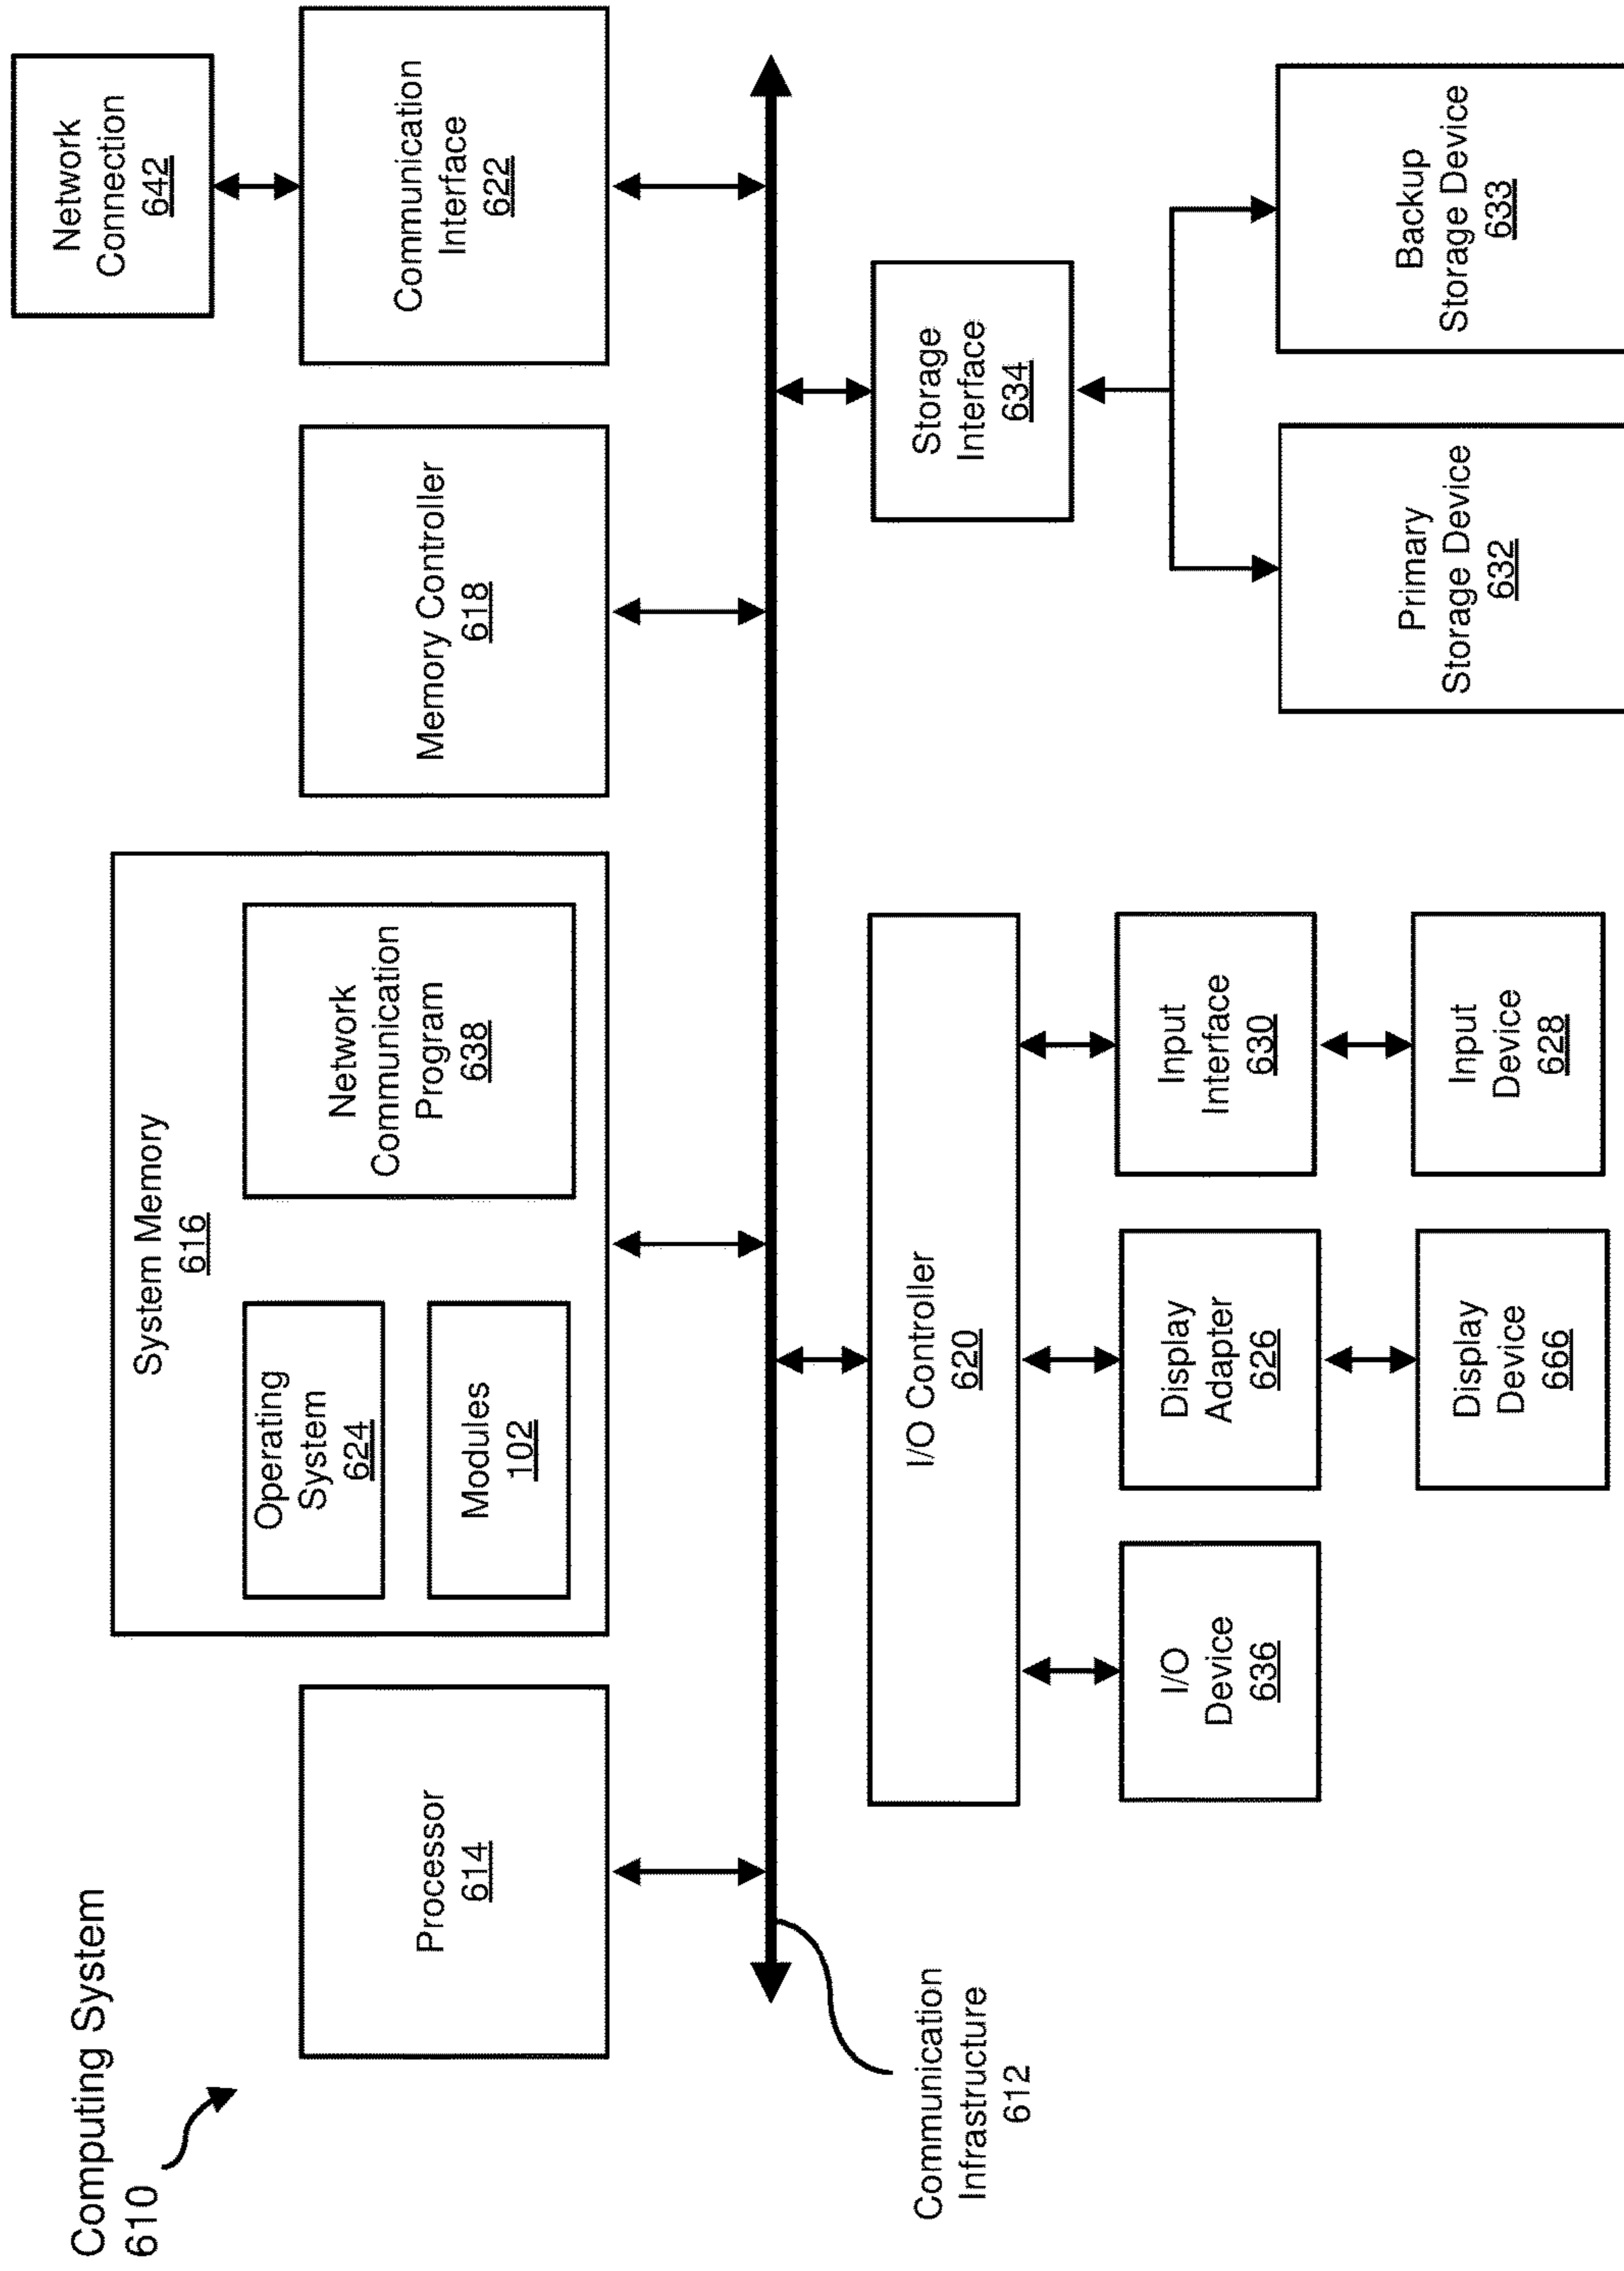 Computing System
610
Processor
614
System Memory
616
Operating
System
624
Modules
102
Network
Communication
Program
638
Memory Controller
618
Network
Connection
642
Communication
Interface
622
Communication
Infrastructure
612
I/O Controller
620
I/O
Device
636
Display
Adapter
626
Input
Interface
630
Display
Device
666
Input
Device
628
Storage
Interface
634
Primary
Storage Device
632
Backup
Storage Device
633